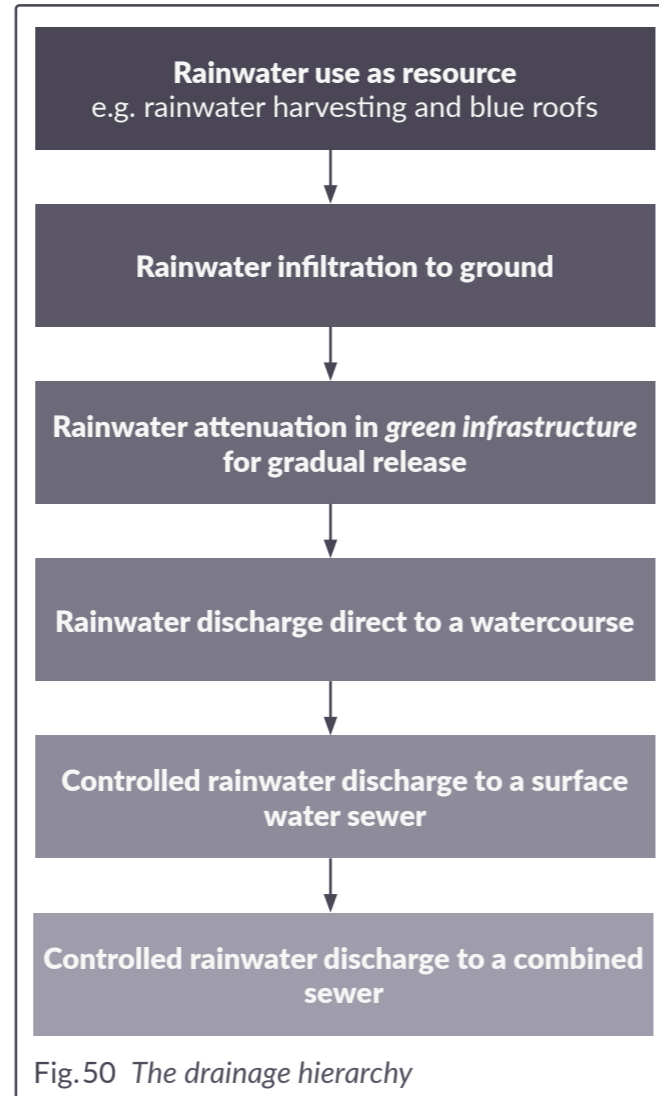 Rainwater use as resource
e.g. rainwater harvesting and blue roofs
Rainwater infiltration to ground
Rainwater attenuation in green infrastructure
for gradual release
Rainwater discharge direct to a watercourse
Controlled rainwater discharge to a surface
water sewer
Controlled rainwater discharge to a combined
sewer
Fig.50 The drainage hierarchy